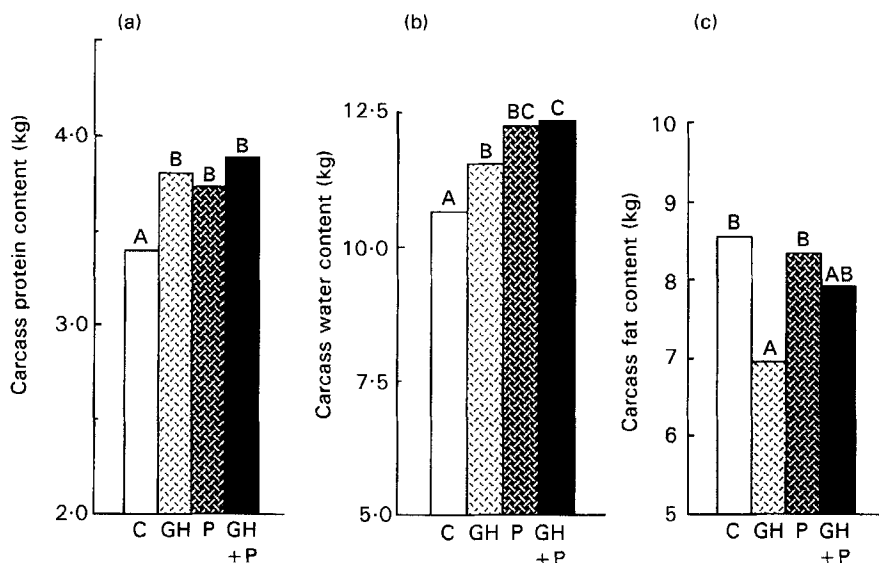 (a)
Carcass protein content (kg)
4·0
3·0
2·0
A
B
B
B
C GH P GH
+P
(b)
Carcass water content (kg)
12·5
10·0
7·5
5·0
A
B
BC
C
C GH P GH
+P
(c)
Carcass fat content (kg)
10
9
8
7
6
5
B
A
B
AB
C GH P GH
+P